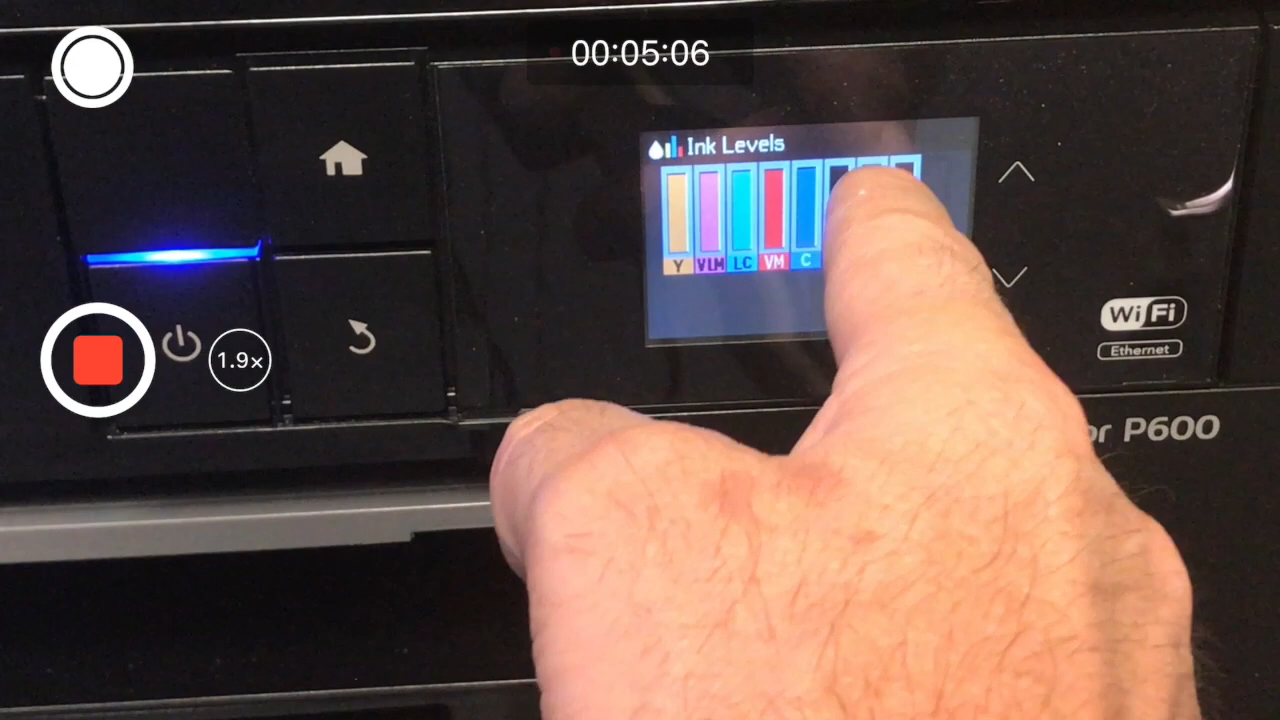 00:05:06
Ink Levels
Y VLM LC VM C
1.9×
WiFi
Ethernet
or P600